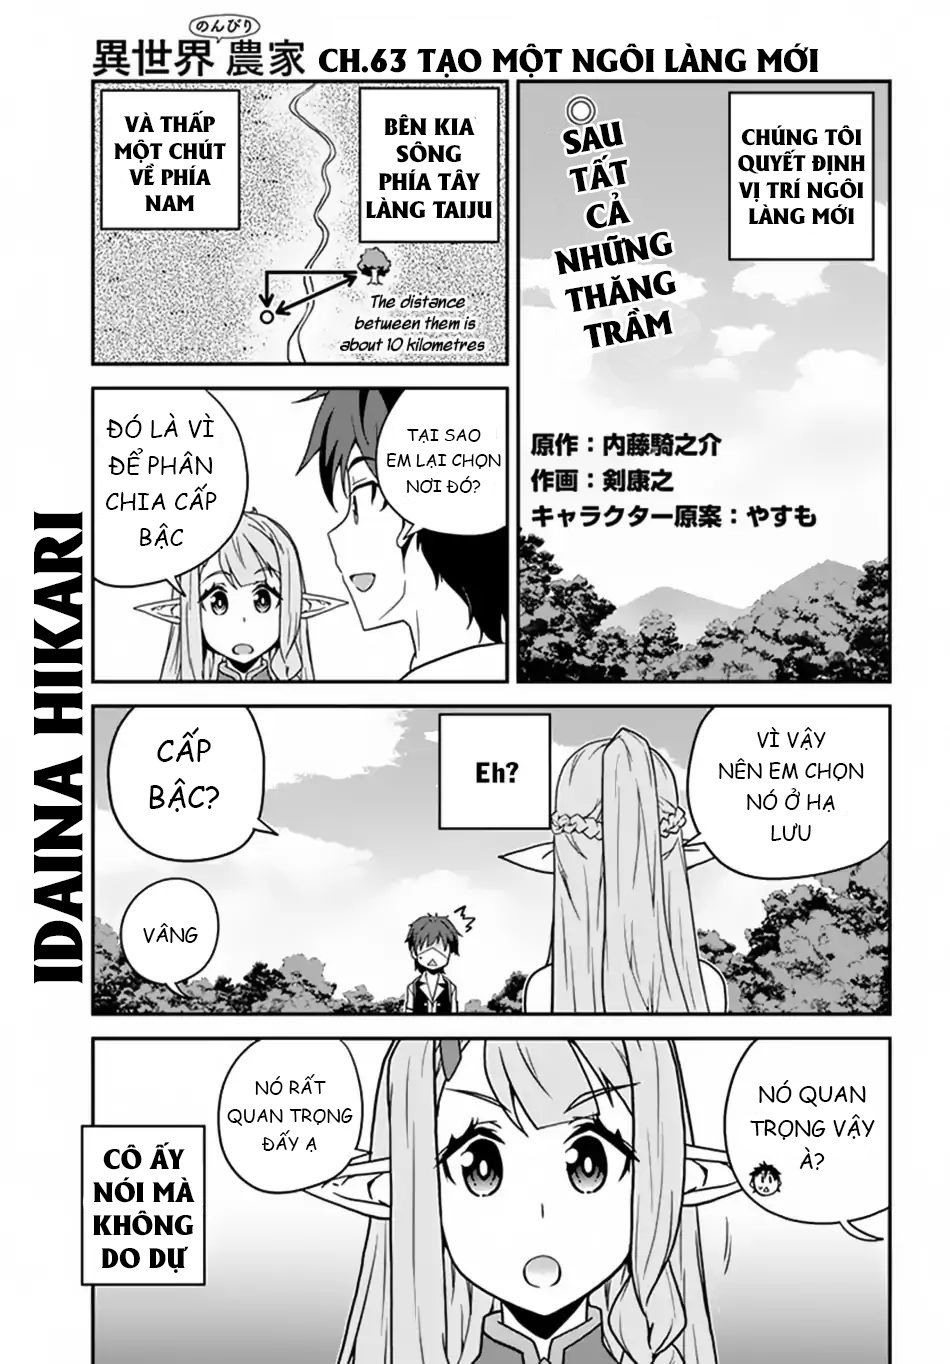 のんびり
異世界農家 CH.63 TẠO MỘT NGÔI LÀNG MỚI
CHÚNG TÔI
QUYẾT ĐỊNH
VỊ TRÍ NGÔI
LÀNG MỚI
SAU
TẤT
CẢ
NHỮNG
THĂNG
TRẦM
原作：内藤騎之介
作画：剣康之
キャラクター原案：やすも
BÊN KIA
SÔNG
PHÍA TÂY
LÀNG TAIJU
VÀ THẤP
MỘT CHÚT
VỀ PHÍA
NAM
The distance
between them is
about 10 kilometres
TẠI SAO
EM LẠI CHỌN
NƠI ĐÓ?
ĐÓ LÀ VÌ
ĐỂ PHÂN
CHIA CẤP
BẬC
VÌ VẬY
NÊN EM CHỌN
NÓ Ở HẠ
LƯU
Eh?
CẤP
BẬC?
VÂNG
NÓ QUAN
TRỌNG VẬY
À?
NÓ RẤT
QUAN TRỌNG
ĐẤY Ạ
CÔ ẤY
NÓI MÀ
KHÔNG
DO DỰ
IDAINA HIKARI